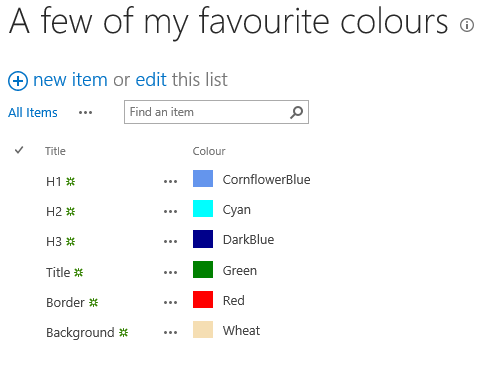 A few of my favourite colours
new item or edit this list
All Items ••• Find an item
Title Colour
H1 ••• CornflowerBlue
H2 ••• Cyan
H3 ••• DarkBlue
Title ••• Green
Border ••• Red
Background ••• Wheat